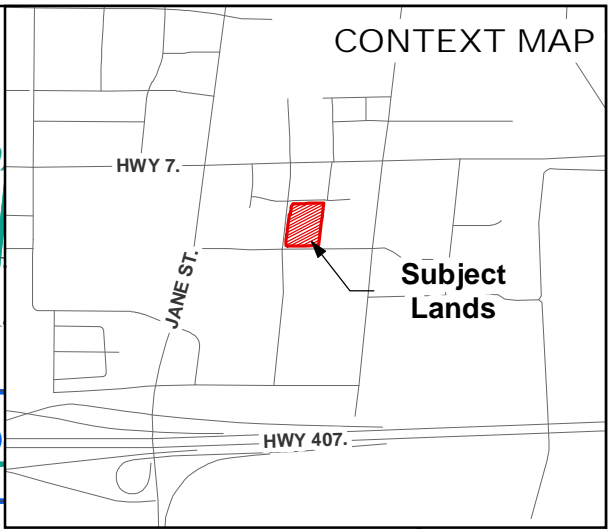 CONTEXT MAP
HWY 7.
JANE ST.
Subject
Lands
HWY 407.